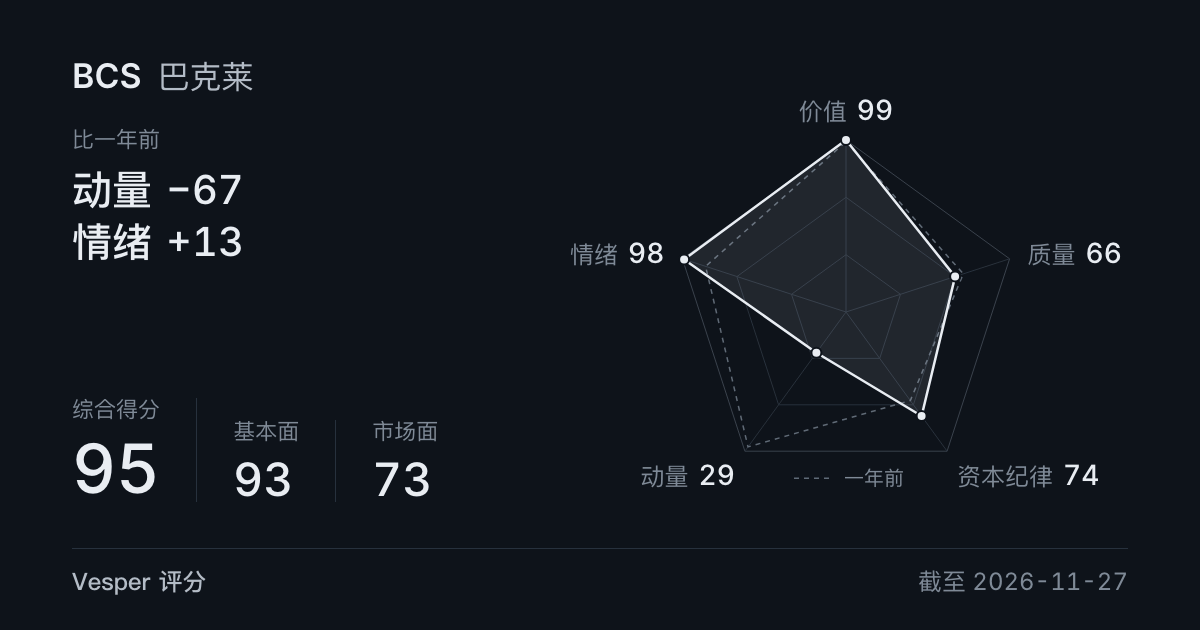 BCS 巴克莱
比一年前
动量 −67
情绪 +13
综合得分
95
基本面
93
市场面
73
价值 99
情绪 98
质量 66
动量 29
一年前
资本纪律 74
Vesper 评分
截至 2026-11-27